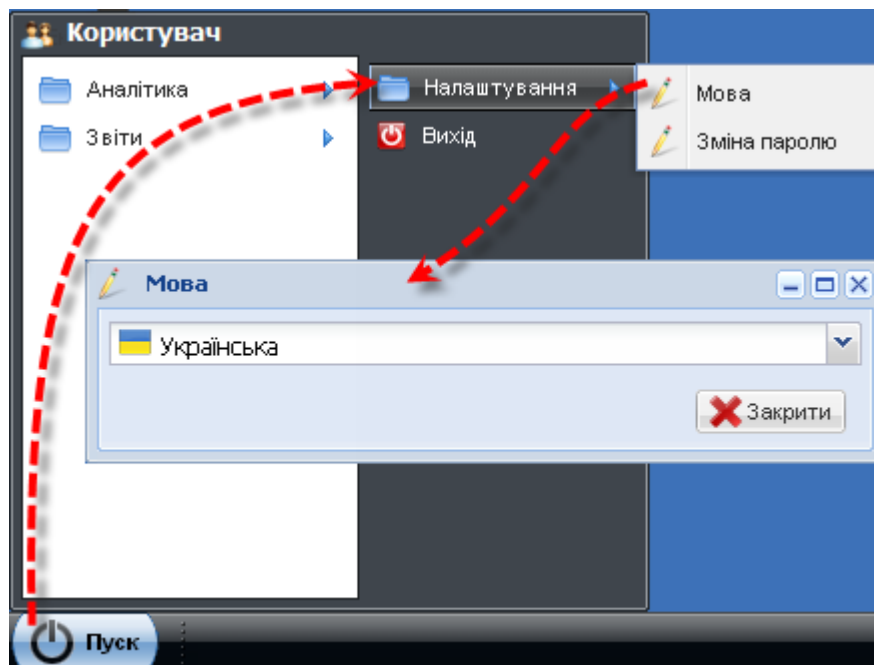 Користувач
Аналітика
Звіти
Налаштування
Вихід
Мова
Зміна паролю
Мова
Українська
Закрити
Пуск